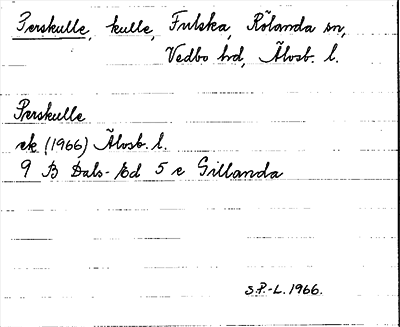 Perskulle, kulle, Fulska, Rölanda sn,
Vedbo hd, Älvsb. l.
Perskulle
ek (1966) Älvsb. l.
9 B Dals-Ed 5 c Gillanda
S.P.-L. 1966.